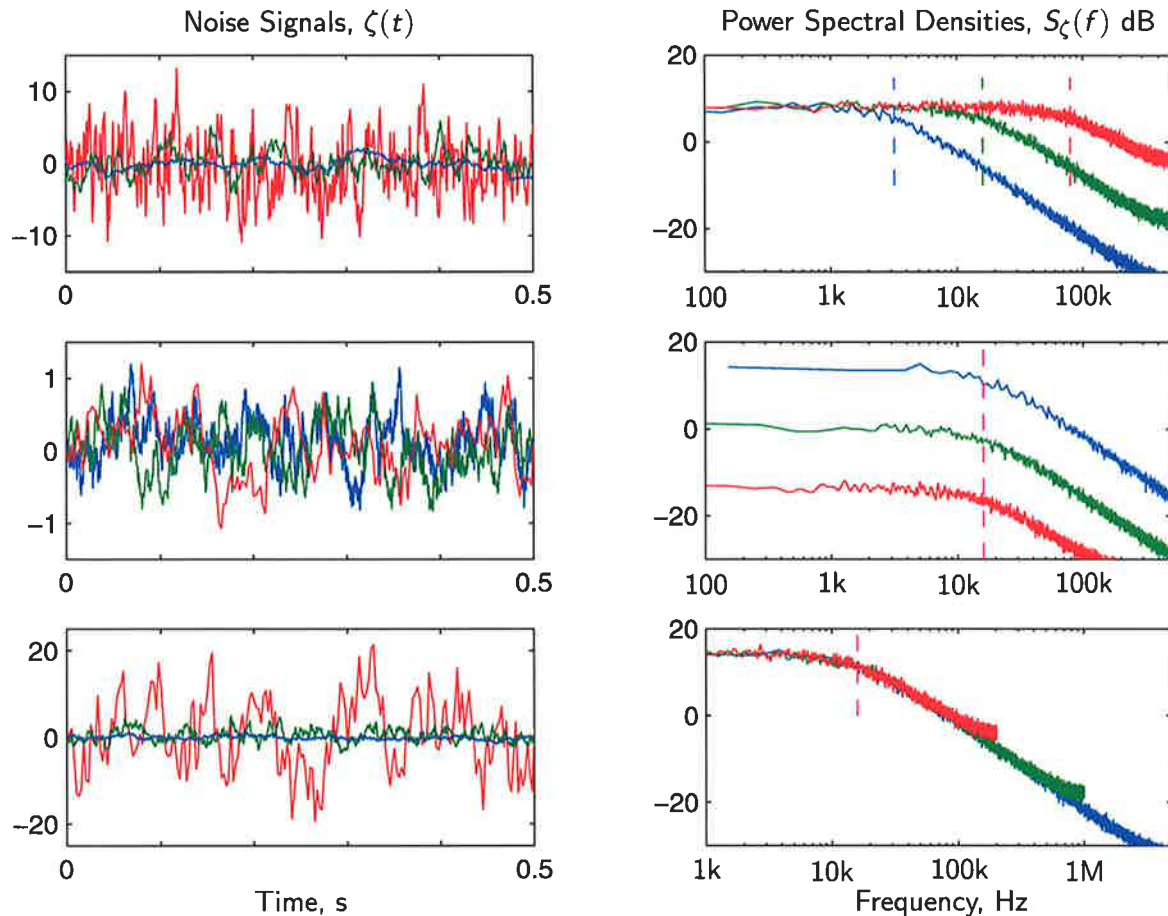 Noise Signals, ζ(t)
10
0
−10
0
0.5
1
0
−1
0
0.5
20
0
−20
0
0.5
Time, s
Power Spectral Densities, Sζ(f) dB
20
0
−20
100
1k
10k
100k
20
0
−20
100
1k
10k
100k
20
0
−20
1k
10k
100k
1M
Frequency, Hz